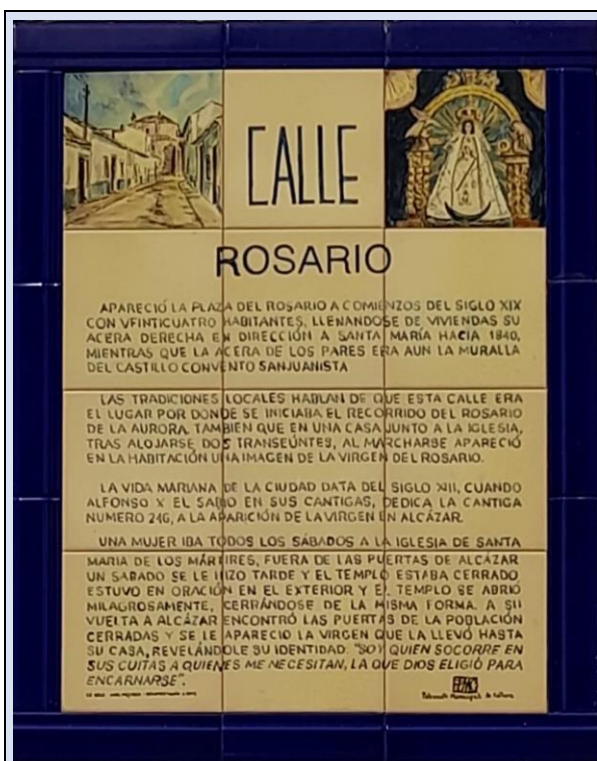 CALLE
ROSARIO
APARECIÓ LA PLAZA DEL ROSARIO A COMIENZOS DEL SIGLO XIX
CON VEINTICUATRO HABITANTES, LLENANDOSE DE VIVIENDAS SU
ACERA DERECHA EN DIRECCIÓN A SANTA MARÍA HACIA 1840,
MIENTRAS QUE LA ACERA DE LOS PARES ERA AUN LA MURALLA
DEL CASTILLO CONVENTO SANJUANISTA
LAS TRADICIONES LOCALES HABLAN DE QUE ESTA CALLE ERA
EL LUGAR POR DONDE SE INICIABA EL RECORRIDO DEL ROSARIO
DE LA AURORA. TAMBIEN QUE EN UNA CASA JUNTO A LA IGLESIA,
TRAS ALOJARSE DOS TRANSEÚNTES, AL MARCHARSE APARECIÓ
EN LA HABITACIÓN UNA IMAGEN DE LA VIRGEN DEL ROSARIO.
LA VIDA MARIANA DE LA CIUDAD DATA DEL SIGLO XIII, CUANDO
ALFONSO X EL SABIO EN SUS CANTIGAS, DEDICA LA CANTIGA
NUMERO 246, A LA APARICIÓN DE LA VIRGEN EN ALCÁZAR.
UNA MUJER IBA TODOS LOS SÁBADOS A LA IGLESIA DE SANTA
MARIA DE LOS MÁRTIRES, FUERA DE LAS PUERTAS DE ALCÁZAR
UN SABADO SE LE HIZO TARDE Y EL TEMPLO ESTABA CERRADO
ESTUVO EN ORACIÓN EN EL EXTERIOR Y EL TEMPLO SE ABRIÓ
MILAGROSAMENTE, CERRÁNDOSE DE LA MISMA FORMA. A SU
VUELTA A ALCÁZAR ENCONTRÓ LAS PUERTAS DE LA POBLACIÓN
CERRADAS Y SE LE APARECIO LA VIRGEN QUE LA LLEVÓ HASTA
SU CASA, REVELÁNDOLE SU IDENTIDAD. "SOY QUIEN SOCORRE EN
SUS CUITAS A QUIENES ME NECESITAN, LA QUE DIOS ELIGIÓ PARA
ENCARNARSE".
Patronato Municipal de Cultura